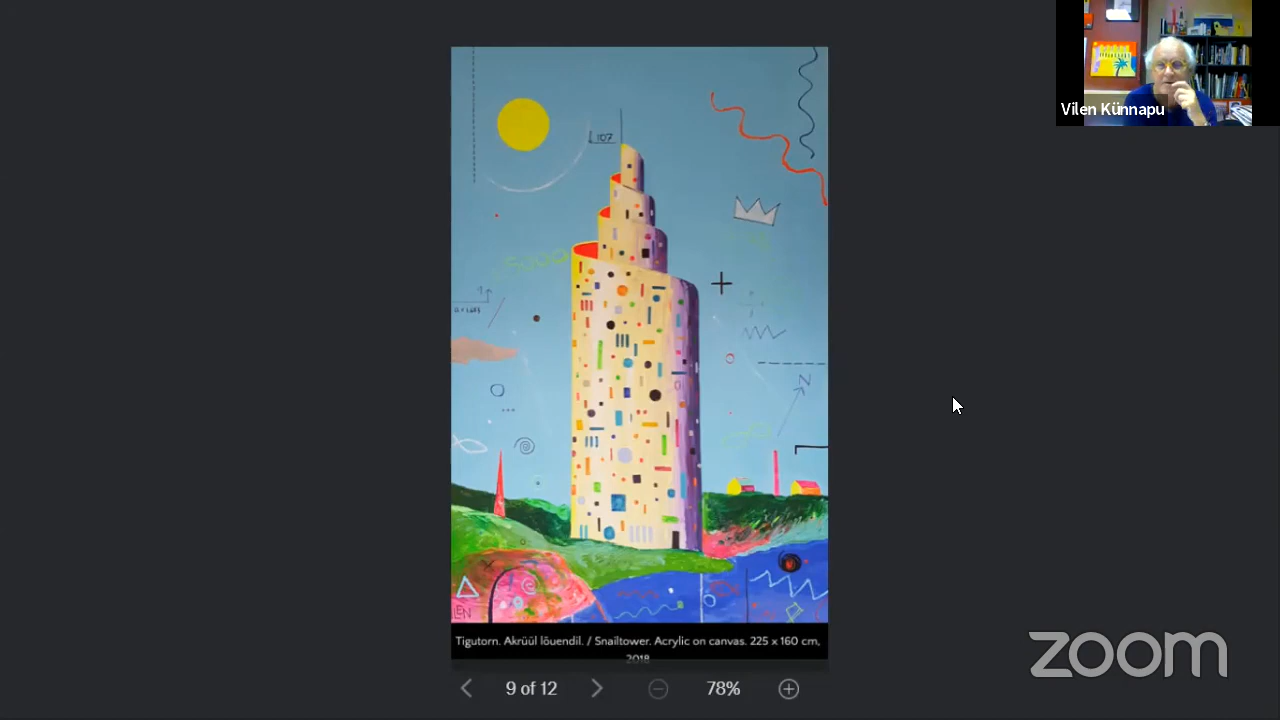 Vilen Künnapu
107
N
LEN
Tigutorn. Akrüül lõuendil. / Snailtower. Acrylic on canvas. 225 x 160 cm,
2018
9 of 12
78%
zoom